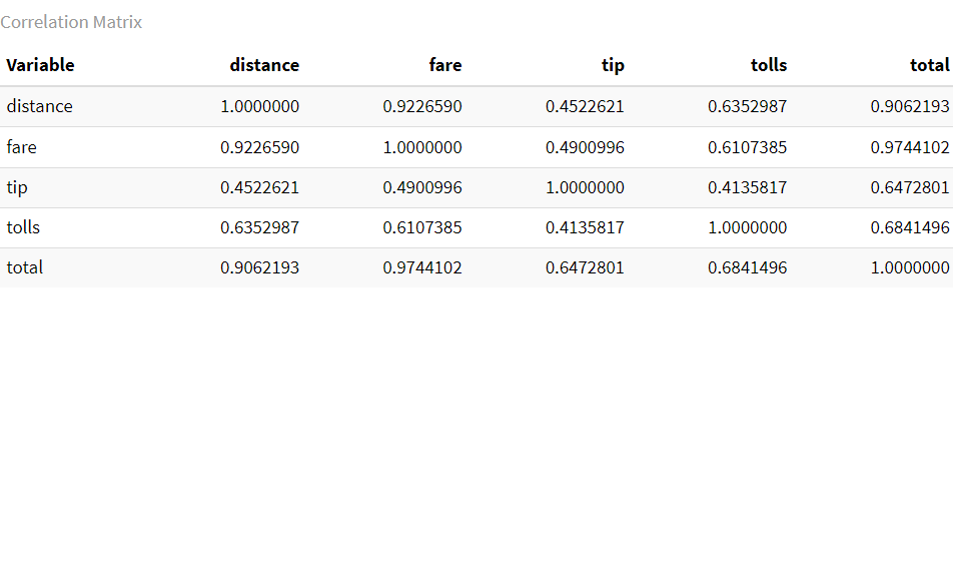 Correlation Matrix
Variable distance fare tip tolls total
distance 1.0000000 0.9226590 0.4522621 0.6352987 0.9062193
fare 0.9226590 1.0000000 0.4900996 0.6107385 0.9744102
tip 0.4522621 0.4900996 1.0000000 0.4135817 0.6472801
tolls 0.6352987 0.6107385 0.4135817 1.0000000 0.6841496
total 0.9062193 0.9744102 0.6472801 0.6841496 1.0000000